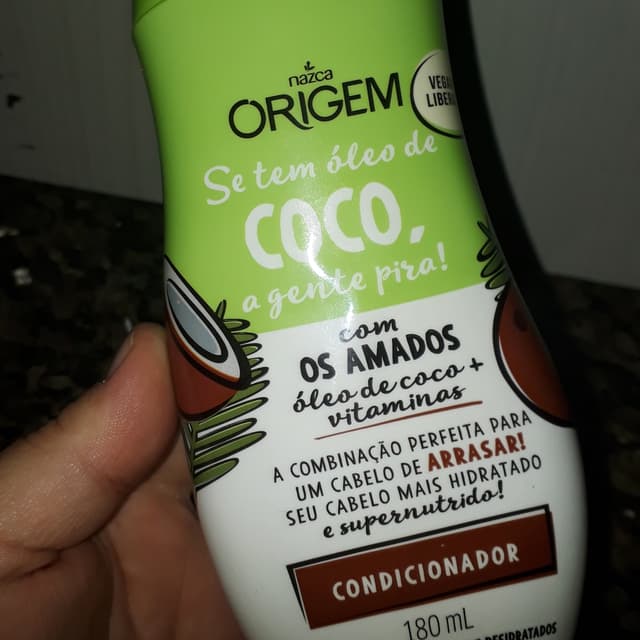 nazca
ORIGEM
Se tem óleo de
COCO,
a gente pira!
com
OS AMADOS
óleo de coco +
vitaminas
A COMBINAÇÃO PERFEITA PARA
UM CABELO DE ARRASAR!
SEU CABELO MAIS HIDRATADO
e supernutrido!
CONDICIONADOR
180 mL